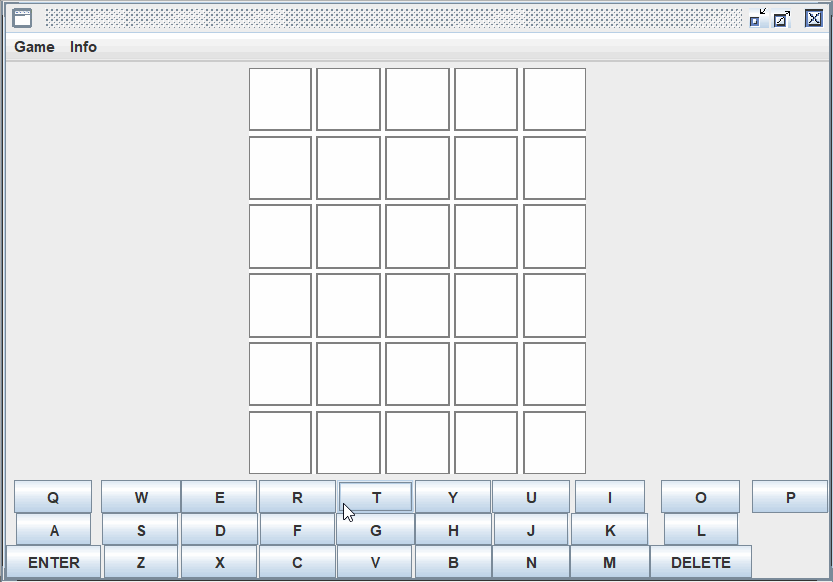 Game Info
Q W E R T Y U I O P
A S D F G H J K L
ENTER Z X C V B N M DELETE